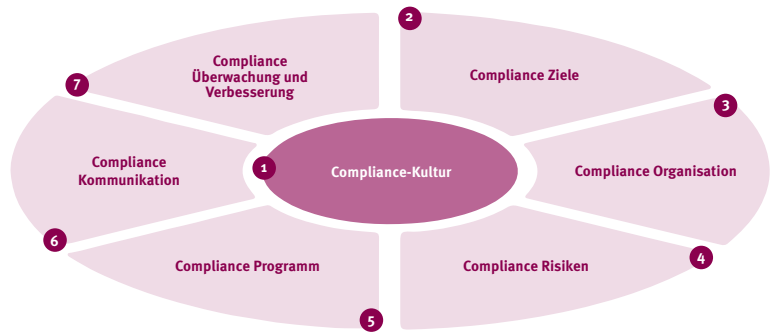 1
Compliance-Kultur
2
Compliance Ziele
3
Compliance Organisation
4
Compliance Risiken
5
Compliance Programm
6
Compliance
Kommunikation
7
Compliance
Überwachung und
Verbesserung